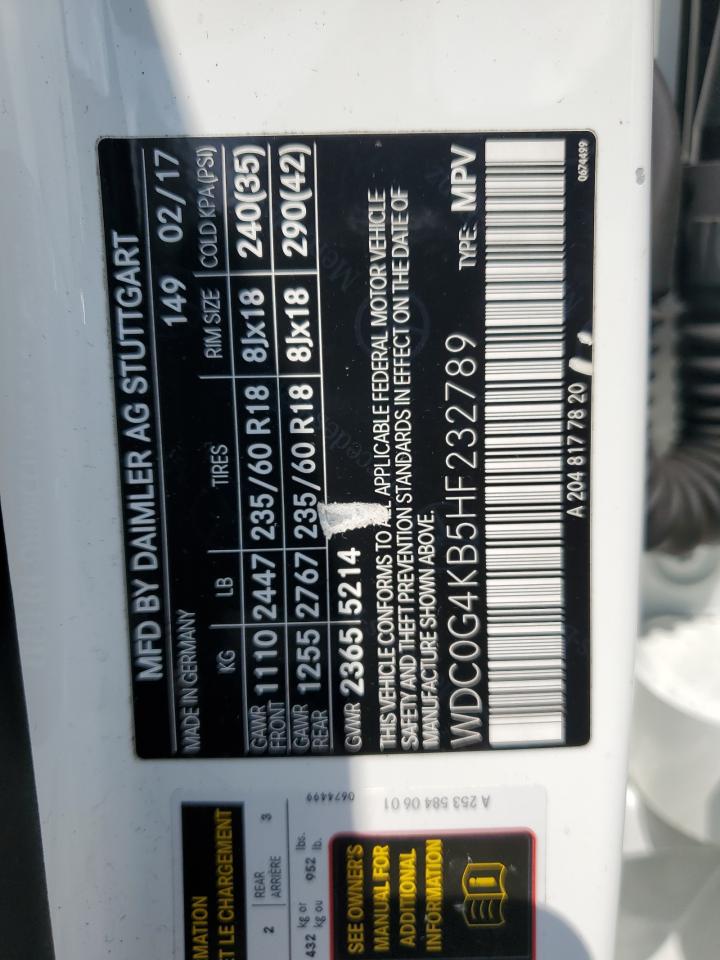 MFD BY DAIMLER AG STUTTGART
MADE IN GERMANY 149 02/17
KG LB TIRES RIM SIZE COLD KPA(PSI)
GAWR FRONT 1110 2447 235/60 R18 8Jx18 240(35)
GAWR REAR 1255 2767 235/60 R18 8Jx18 290(42)
GVWR 2365 5214
THIS VEHICLE CONFORMS TO APPLICABLE FEDERAL MOTOR VEHICLE
SAFETY AND THEFT PREVENTION STANDARDS IN EFFECT ON THE DATE OF
MANUFACTURE SHOWN ABOVE.
WDC0G4KB5HF232789 TYPE: MPV
A 204 817 78 20
0674499
MATION
ET LE CHARGEMENT
2 REAR 3
ARRIÈRE
432 kg or 952 lbs.
kg ou lb.
0674499
SEE OWNER'S
MANUAL FOR
ADDITIONAL
INFORMATION
A 253 584 06 01